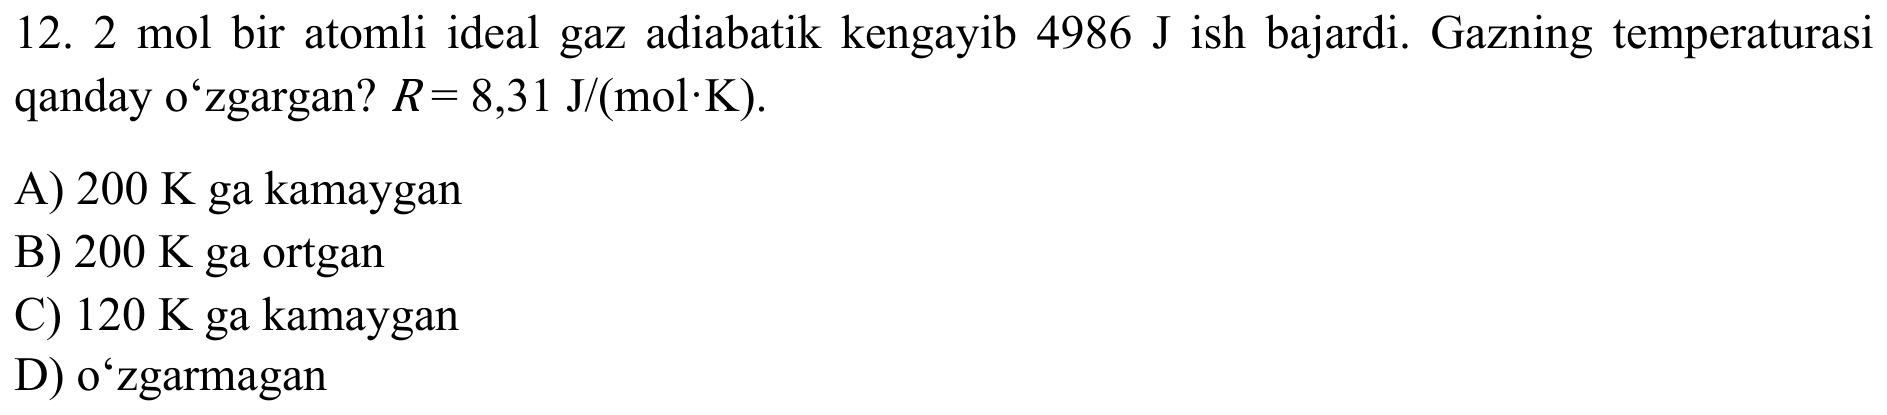 12. 2 mol bir atomli ideal gaz adiabatik kengayib 4986 J ish bajardi. Gazning temperaturasi
qanday o‘zgargan? R = 8,31 J/(mol·K).
A) 200 K ga kamaygan
B) 200 K ga ortgan
C) 120 K ga kamaygan
D) o‘zgarmagan